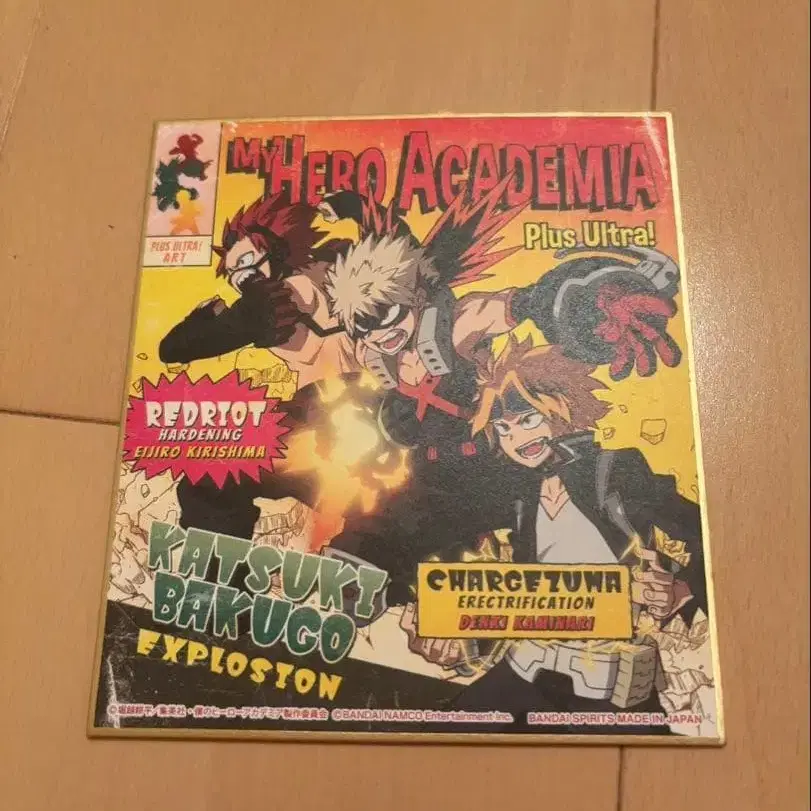 MY HERO ACADEMIA
Plus Ultra!
PLUS ULTRA!
ART
REDRIOT
HARDENING
EIJIRO KIRISHIMA
KATSUKI
BAKUGO
EXPLOSION
CHARGEZUMA
ERECTRIFICATION
DENKI KAMINARI
©堀越耕平/集英社・僕のヒーローアカデミア製作委員会 ©BANDAI NAMCO Entertainment Inc. BANDAI SPIRITS MADE IN JAPAN